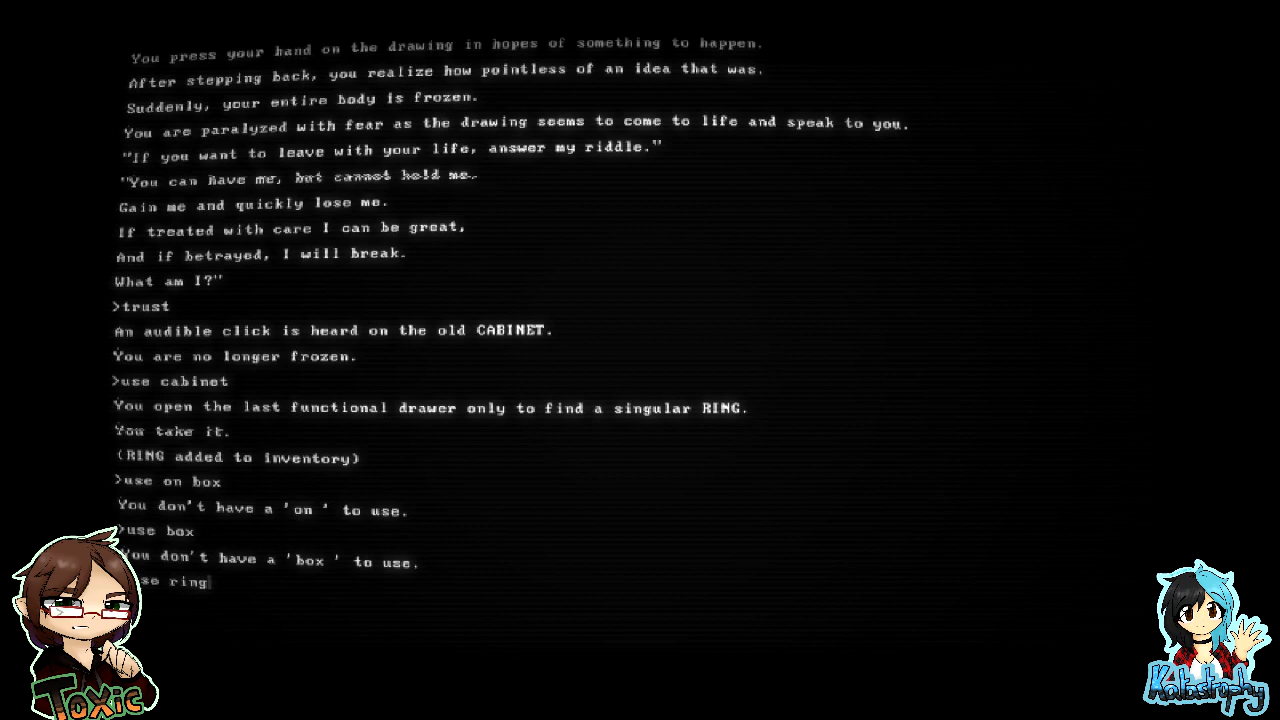 You press your hand on the drawing in hopes of something to happen.
After stepping back, you realize how pointless of an idea that was.
Suddenly, your entire body is frozen.
You are paralyzed with fear as the drawing seems to come to life and speak to you.
"If you want to leave with your life, answer my riddle."
"You can have me, but cannot hold me.
Gain me and quickly lose me.
If treated with care I can be great,
And if betrayed, I will break.
What am I?"
>trust
An audible click is heard on the old CABINET.
You are no longer frozen.
>use cabinet
You open the last functional drawer only to find a singular RING.
You take it.
(RING added to inventory)
>use on box
You don't have a 'on ' to use.
>use box
You don't have a 'box ' to use.
se ring
Toxic
Katastrophy